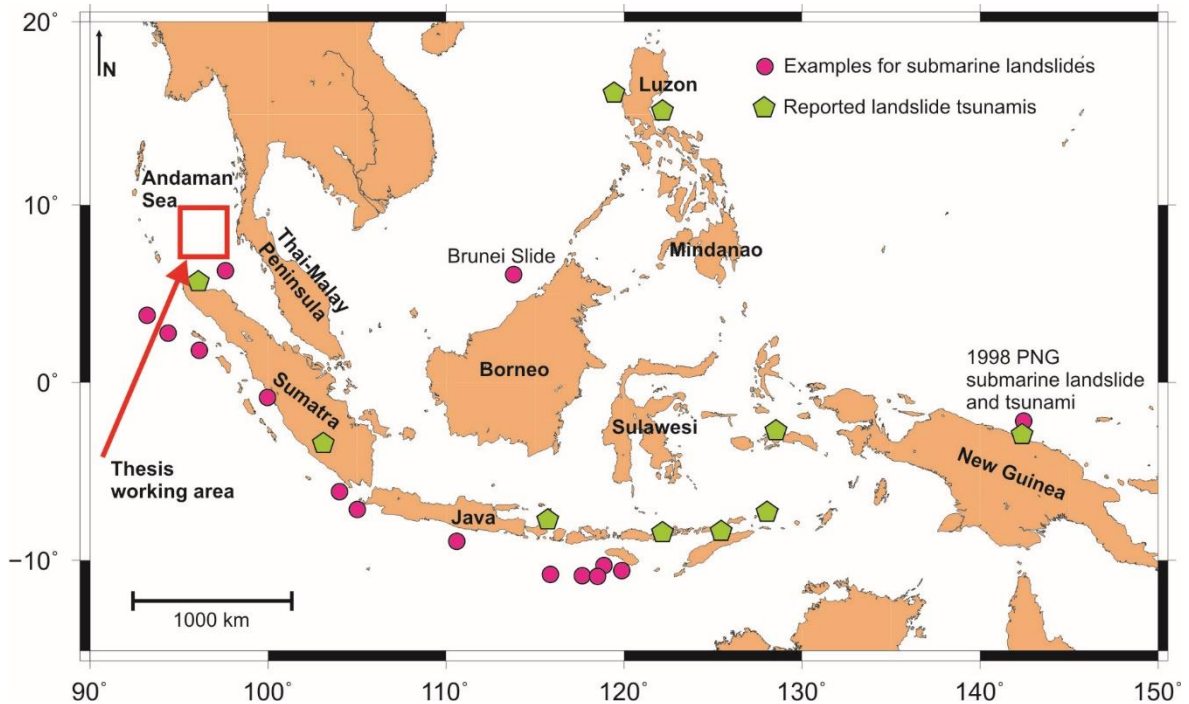 20°
N
Luzon
Examples for submarine landslides
Reported landslide tsunamis
Andaman
Sea
10°
Thai-Malay
Peninsula
Mindanao
Brunei Slide
Borneo
0°
Sumatra
Sulawesi
1998 PNG
submarine landslide
and tsunami
New Guinea
Thesis
working area
Java
−10°
1000 km
90°
100°
110°
120°
130°
140°
150°